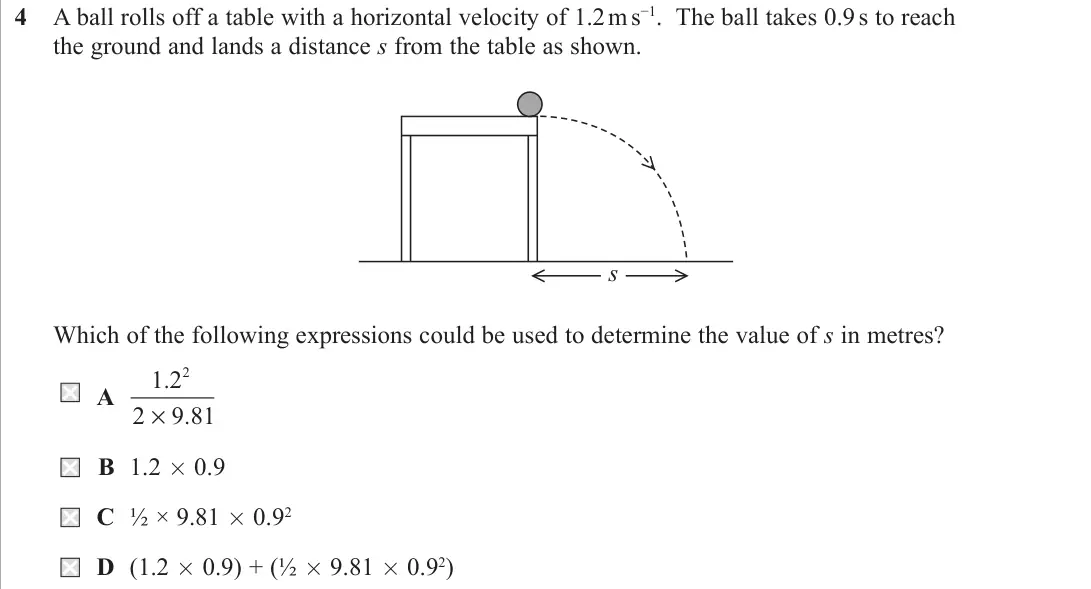 4 A ball rolls off a table with a horizontal velocity of 1.2 m s⁻¹. The ball takes 0.9 s to reach
the ground and lands a distance s from the table as shown.
s
Which of the following expressions could be used to determine the value of s in metres?
A 1.2² / 2 × 9.81
B 1.2 × 0.9
C ½ × 9.81 × 0.9²
D (1.2 × 0.9) + (½ × 9.81 × 0.9²)